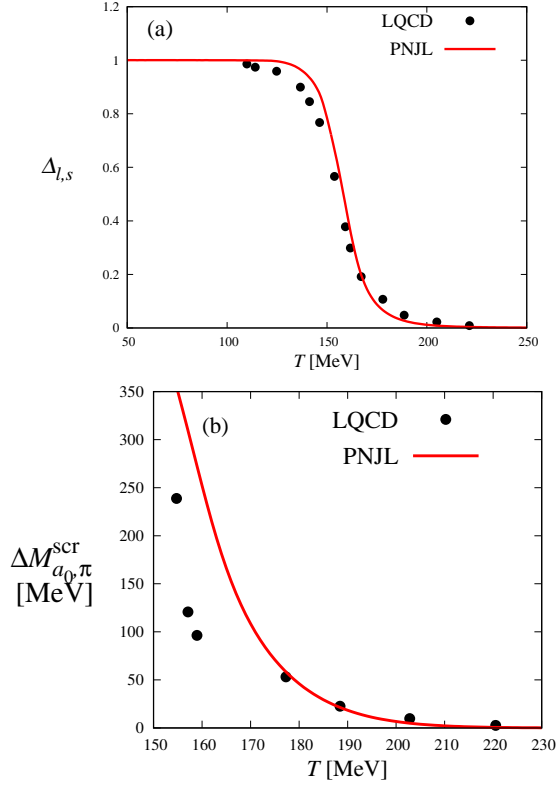 (a)
LQCD
PNJL
1.2
1
0.8
0.6
0.4
0.2
0
Δl,s
50 100 150 200 250
T [MeV]
(b)
LQCD
PNJL
350
300
250
200
150
100
50
0
ΔM^scr_a0,π
[MeV]
150 160 170 180 190 200 210 220 230
T [MeV]